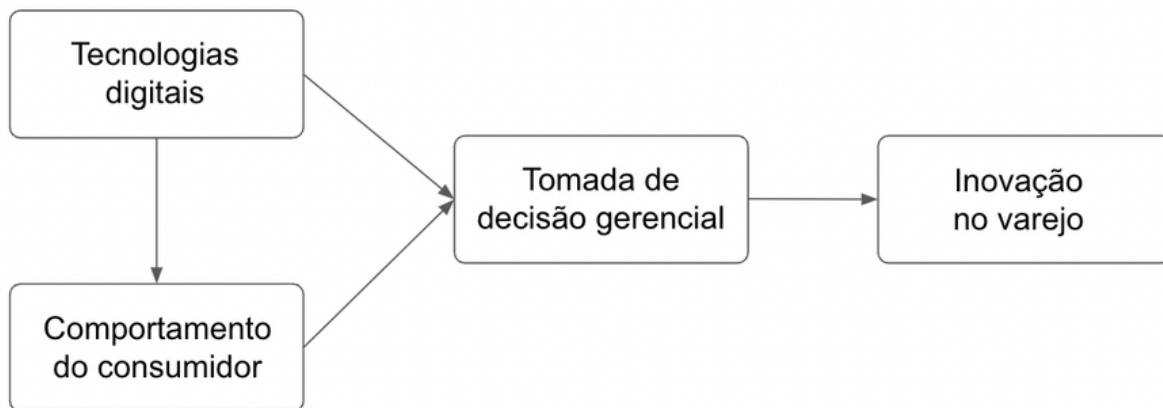 Tecnologias
digitais
Tomada de
decisão gerencial
Inovação
no varejo
Comportamento
do consumidor